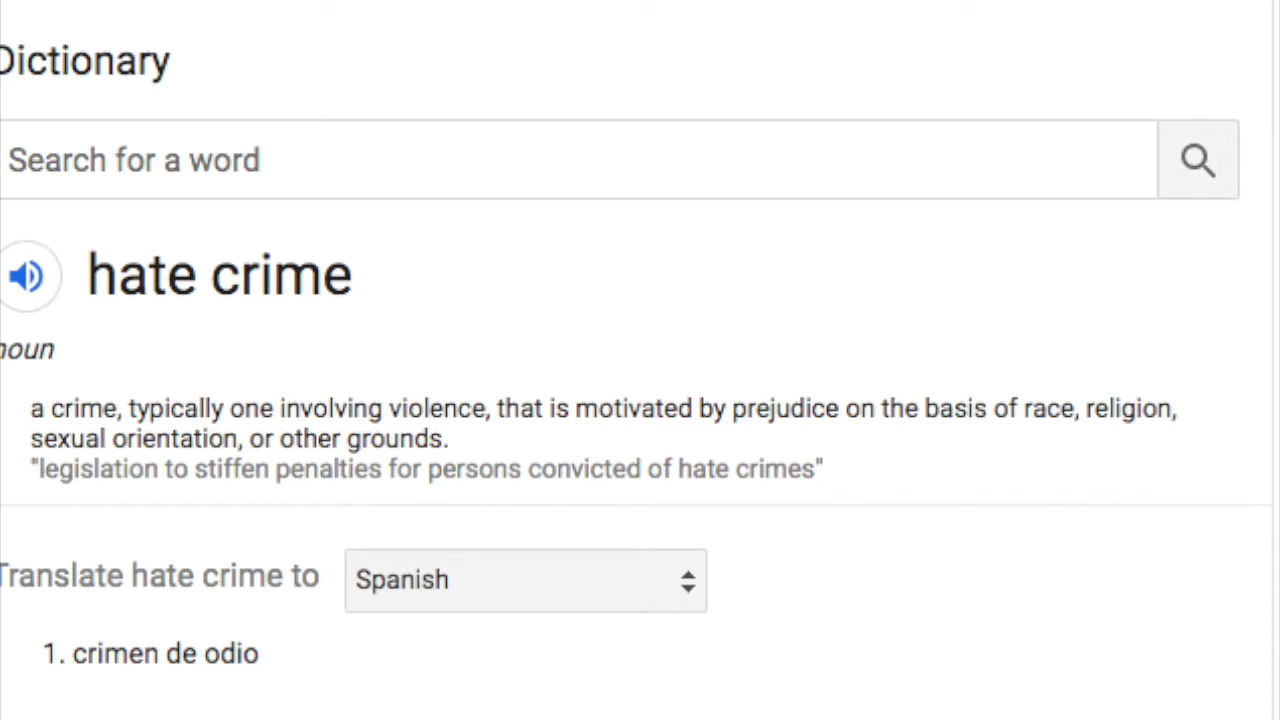 Dictionary
Search for a word
hate crime
noun
a crime, typically one involving violence, that is motivated by prejudice on the basis of race, religion,
sexual orientation, or other grounds.
"legislation to stiffen penalties for persons convicted of hate crimes"
Translate hate crime to Spanish
1. crimen de odio